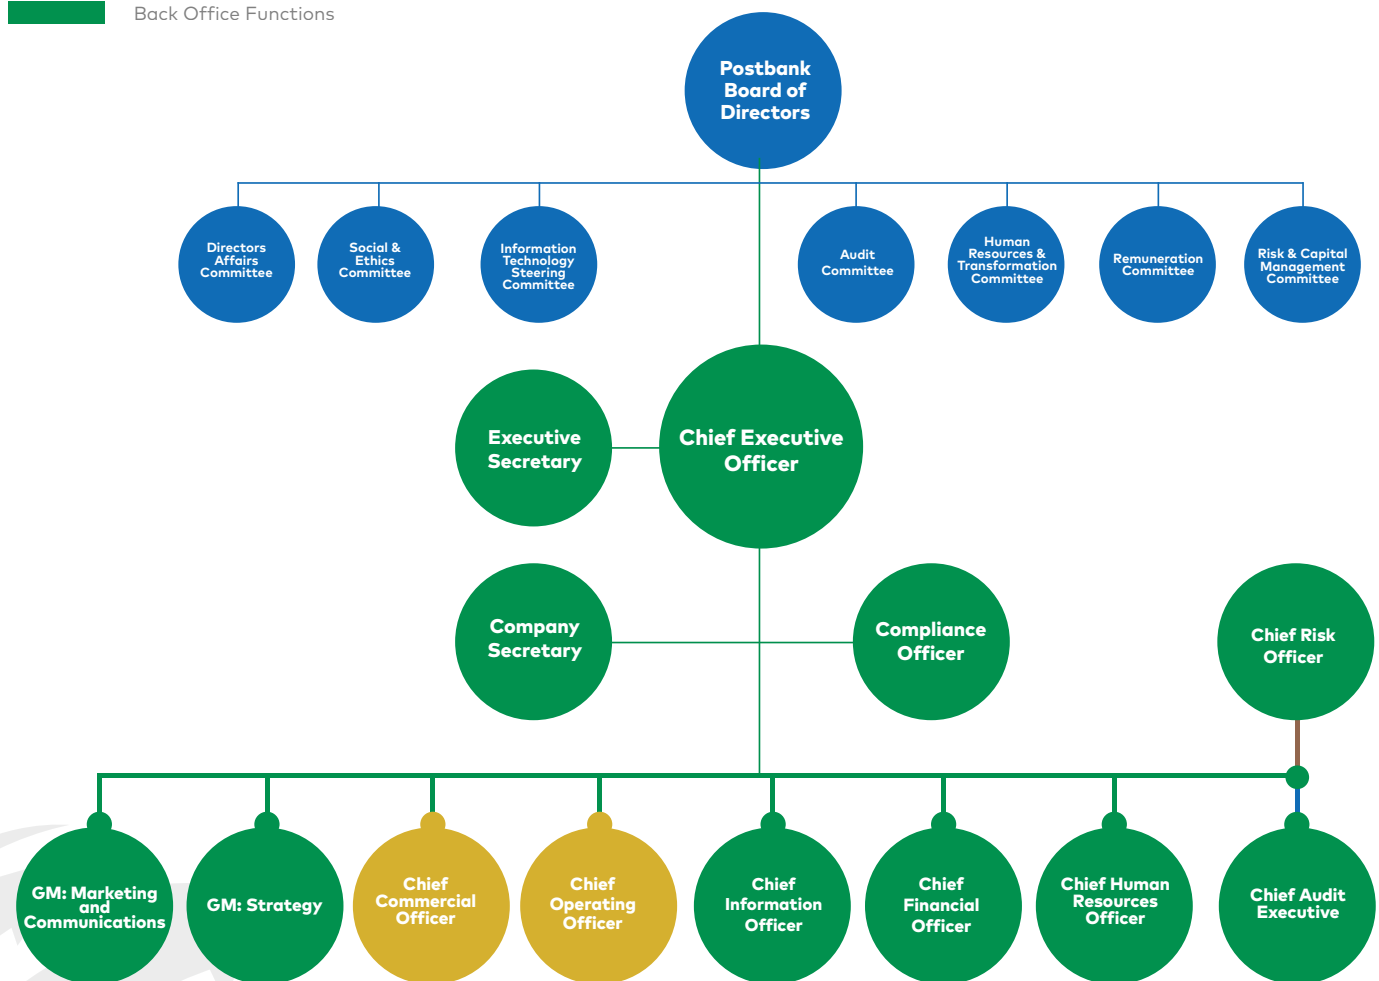 Back Office Functions
Postbank
Board of
Directors
Directors
Affairs
Committee
Social &
Ethics
Committee
Information
Technology
Steering
Committee
Audit
Committee
Human
Resources &
Transformation
Committee
Remuneration
Committee
Risk & Capital
Management
Committee
Executive
Secretary
Chief Executive
Officer
Company
Secretary
Compliance
Officer
Chief Risk
Officer
GM: Marketing
and
Communications
GM: Strategy
Chief
Commercial
Officer
Chief
Operating
Officer
Chief
Information
Officer
Chief
Financial
Officer
Chief Human
Resources
Officer
Chief Audit
Executive